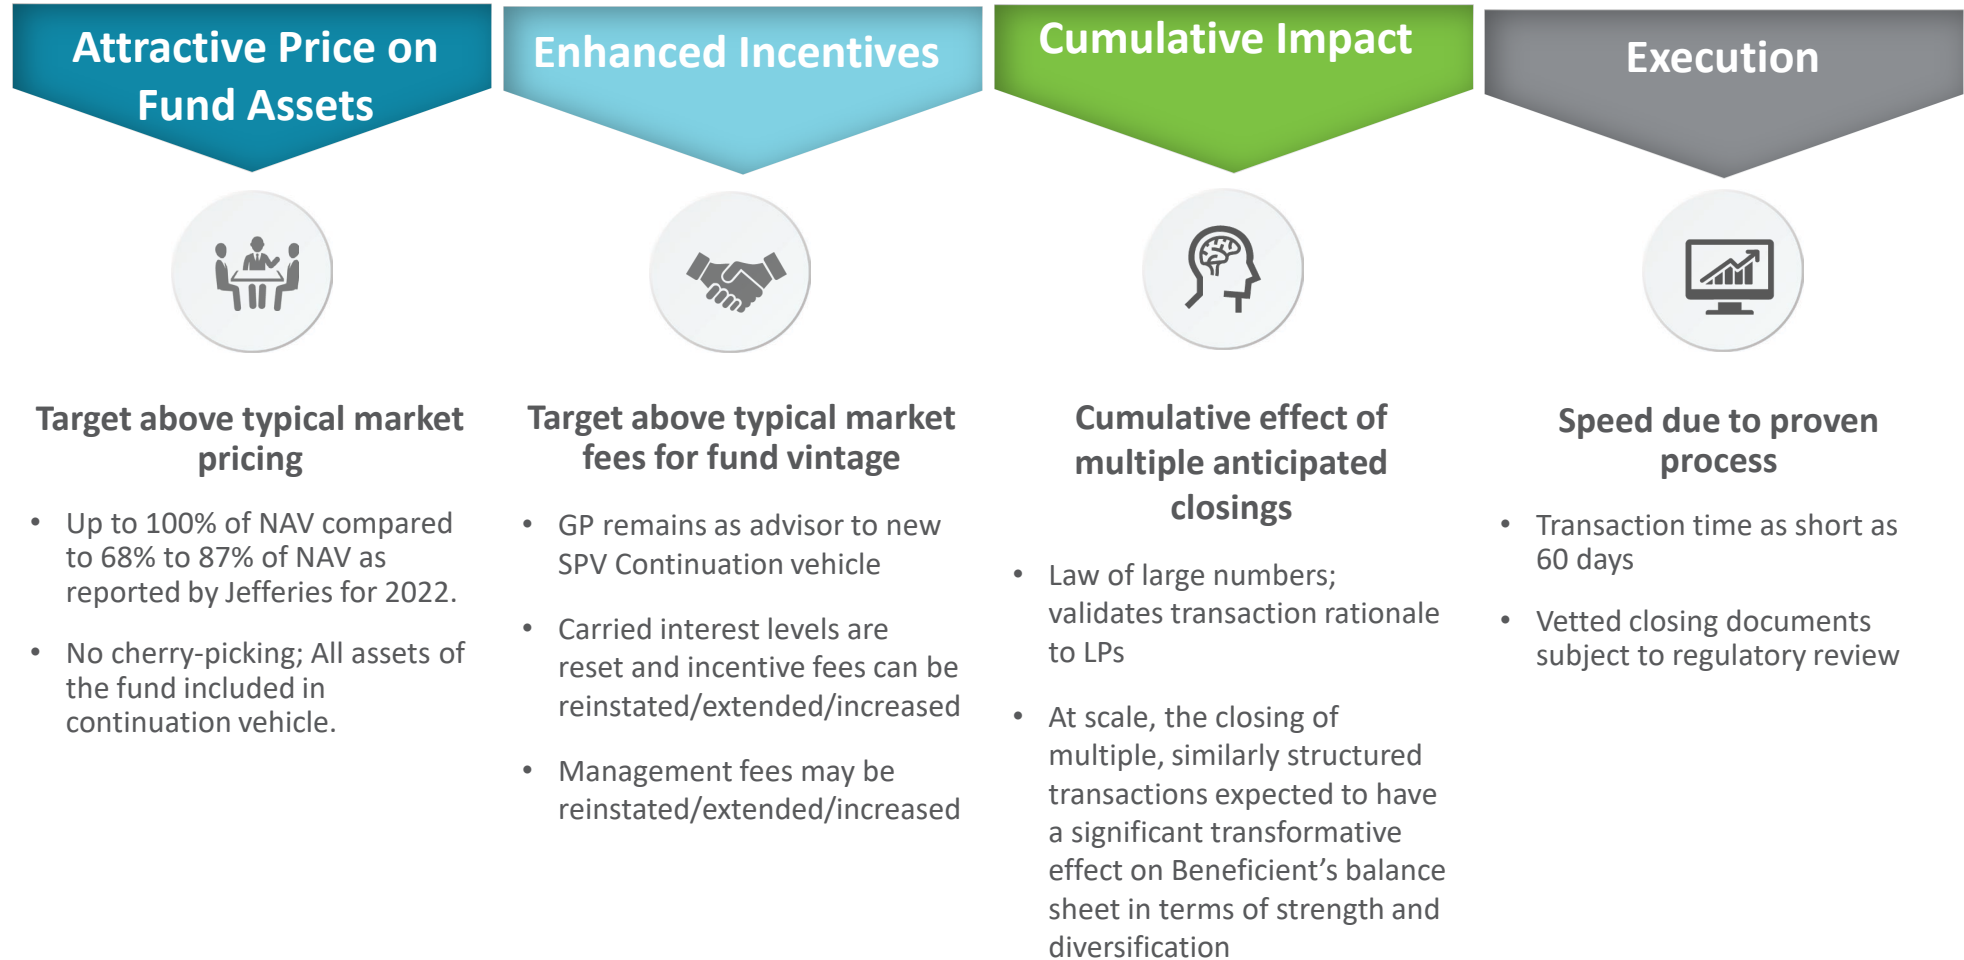 Attractive Price on
Fund Assets
Target above typical market
pricing
• Up to 100% of NAV compared
to 68% to 87% of NAV as
reported by Jefferies for 2022.
• No cherry-picking; All assets of
the fund included in
continuation vehicle.
Enhanced Incentives
Target above typical market
fees for fund vintage
• GP remains as advisor to new
SPV Continuation vehicle
• Carried interest levels are
reset and incentive fees can be
reinstated/extended/increased
• Management fees may be
reinstated/extended/increased
Cumulative Impact
Cumulative effect of
multiple anticipated
closings
• Law of large numbers;
validates transaction rationale
to LPs
• At scale, the closing of
multiple, similarly structured
transactions expected to have
a significant transformative
effect on Beneficient’s balance
sheet in terms of strength and
diversification
Execution
Speed due to proven
process
• Transaction time as short as
60 days
• Vetted closing documents
subject to regulatory review